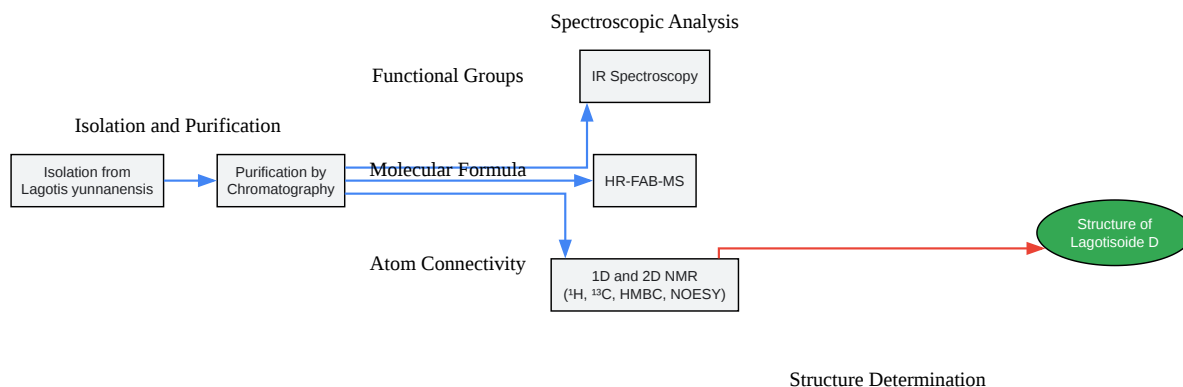 Spectroscopic Analysis
Functional Groups
IR Spectroscopy
Isolation and Purification
Isolation from
Lagotis yunnanensis
Purification by
Chromatography
Molecular Formula
HR-FAB-MS
Structure of
Lagotisoide D
Atom Connectivity
1D and 2D NMR
(¹H, ¹³C, HMBC, NOESY)
Structure Determination